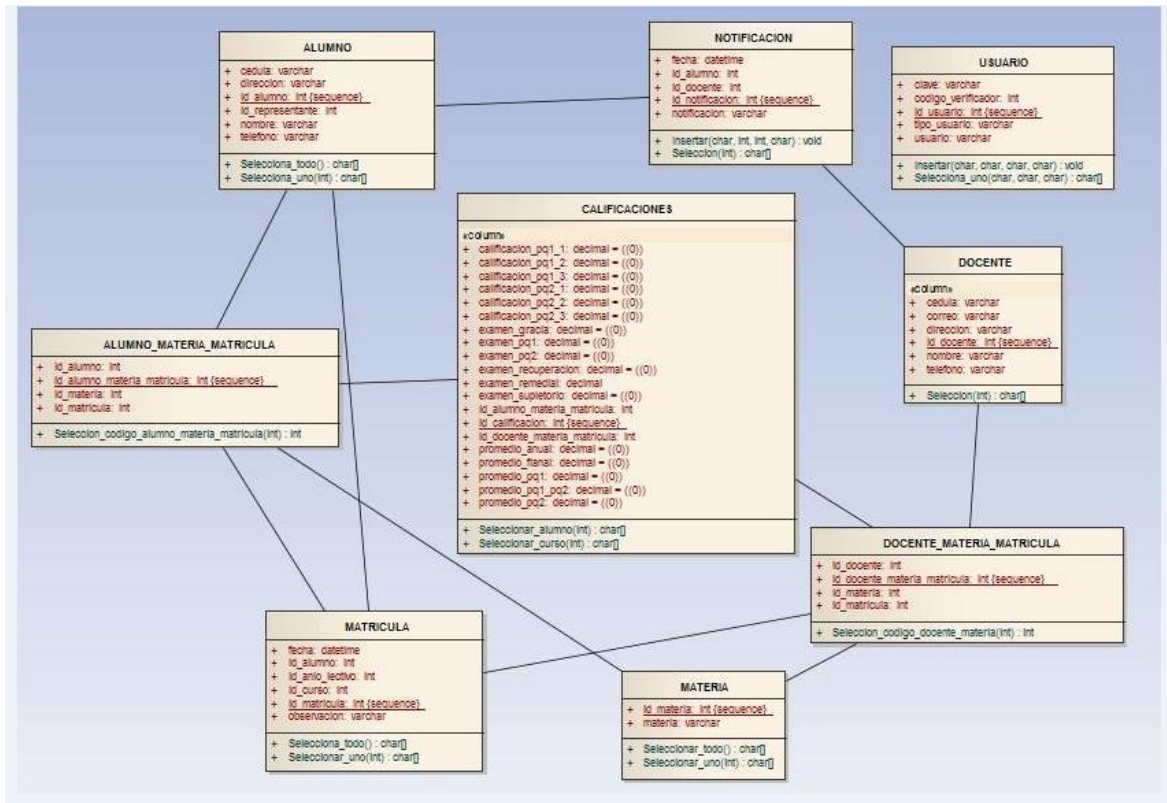 ALUMNO
+ cedula: varchar
+ direccion: varchar
+ id_alumno: int {sequence}
+ id_representante: int
+ nombre: varchar
+ telefono: varchar
+ Selecciona_todo() : char[]
+ Selecciona_uno(int) : char[]
NOTIFICACION
+ fecha: datetime
+ id_alumno: int
+ id_docente: int
+ id_notificacion: int {sequence}
+ notificacion: varchar
+ Insertar(char, int, int, char) : void
+ Seleccion(int) : char[]
USUARIO
+ clave: varchar
+ codigo_verificador: int
+ id_usuario: int {sequence}
+ tipo_usuario: varchar
+ usuario: varchar
+ Insertar(char, char, char, char) : void
+ Selecciona_uno(char, char, char) : char[]
CALIFICACIONES
«column»
+ calificacion_pq1_1: decimal = ((0))
+ calificacion_pq1_2: decimal = ((0))
+ calificacion_pq1_3: decimal = ((0))
+ calificacion_pq2_1: decimal = ((0))
+ calificacion_pq2_2: decimal = ((0))
+ calificacion_pq2_3: decimal = ((0))
+ examen_gracia: decimal = ((0))
+ examen_pq1: decimal = ((0))
+ examen_pq2: decimal = ((0))
+ examen_recuperacion: decimal = ((0))
+ examen_remedial: decimal
+ examen_supletorio: decimal = ((0))
+ id_alumno_materia_matricula: int
+ id_calificacion: int {sequence}
+ id_docente_materia_matricula: int
+ promedio_anual: decimal = ((0))
+ promedio_fianal: decimal = ((0))
+ promedio_pq1: decimal = ((0))
+ promedio_pq1_pq2: decimal = ((0))
+ promedio_pq2: decimal = ((0))
+ Seleccionar_alumno(int) : char[]
+ Seleccionar_curso(int) : char[]
DOCENTE
«column»
+ cedula: varchar
+ correo: varchar
+ direccion: varchar
+ id_docente: int {sequence}
+ nombre: varchar
+ telefono: varchar
+ Seleccion(int) : char[]
ALUMNO_MATERIA_MATRICULA
+ id_alumno: int
+ id_alumno_materia_matricula: int {sequence}
+ id_materia: int
+ id_matricula: int
+ Seleccion_codigo_alumno_materia_matricula(int) : int
DOCENTE_MATERIA_MATRICULA
+ id_docente: int
+ id_docente_materia_matricula: int {sequence}
+ id_materia: int
+ id_matricula: int
+ Seleccion_codigo_docente_materia(int) : int
MATRICULA
+ fecha: datetime
+ id_alumno: int
+ id_anio_lectivo: int
+ id_curso: int
+ id_matricula: int {sequence}
+ observacion: varchar
+ Selecciona_todo() : char[]
+ Seleccionar_uno(int) : char[]
MATERIA
+ id_materia: int {sequence}
+ materia: varchar
+ Seleccionar_todo() : char[]
+ Seleccionar_uno(int) : char[]